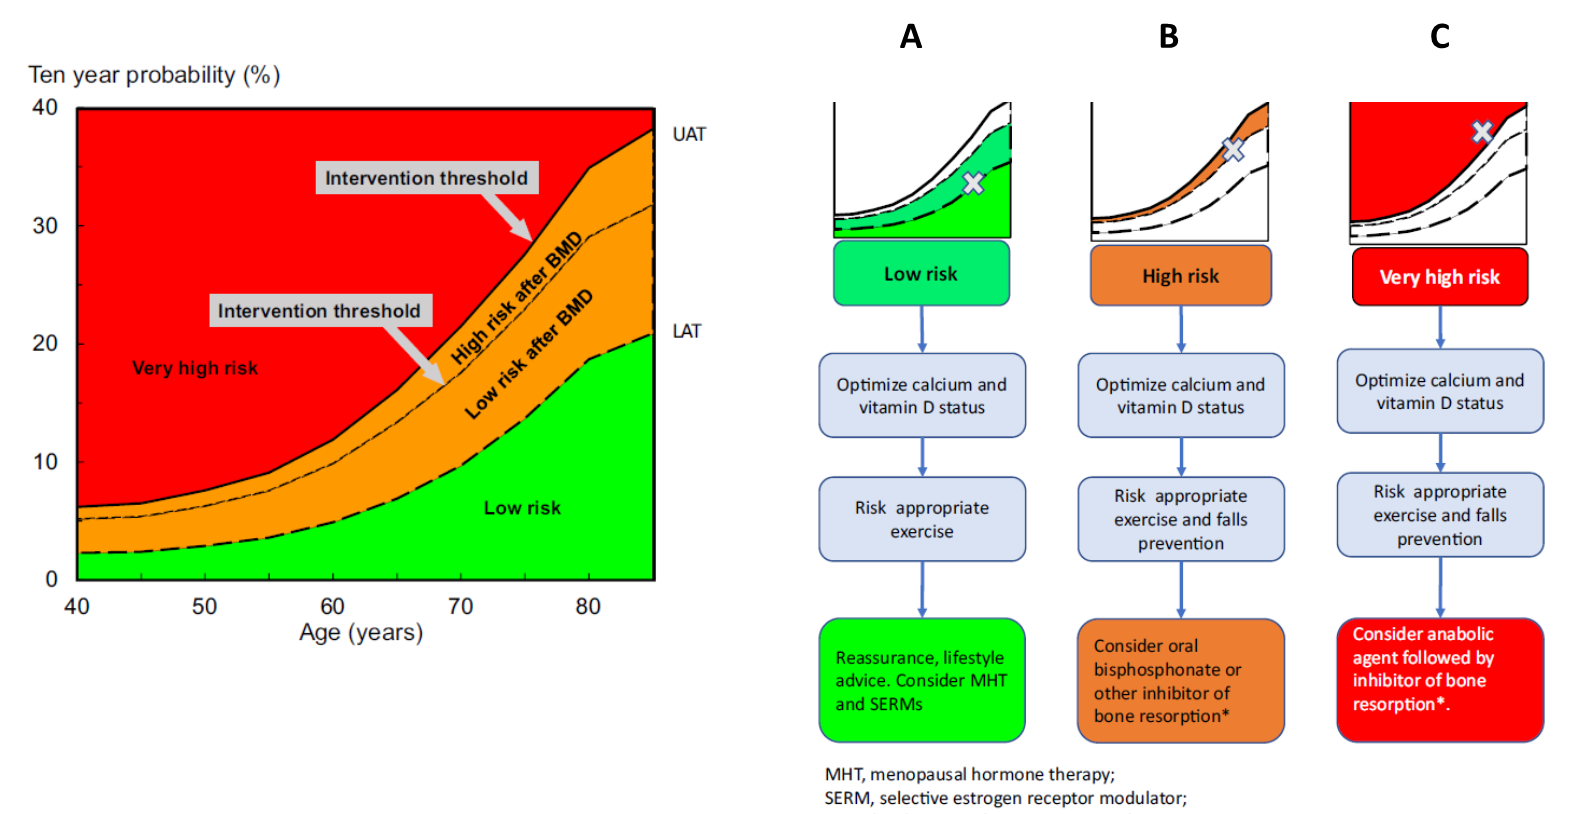 Ten year probability (%)
40
30
20
10
0
40
50
60
70
80
Age (years)
UAT
LAT
Intervention threshold
Intervention threshold
Very high risk
High risk after BMD
Low risk after BMD
Low risk
A
B
C
Low risk
High risk
Very high risk
Optimize calcium and
vitamin D status
Optimize calcium and
vitamin D status
Optimize calcium and
vitamin D status
Risk appropriate
exercise
Risk appropriate
exercise and falls
prevention
Risk appropriate
exercise and falls
prevention
Reassurance, lifestyle
advice. Consider MHT
and SERMs
Consider oral
bisphosphonate or
other inhibitor of
bone resorption*
Consider anabolic
agent followed by
inhibitor of bone
resorption*.
MHT, menopausal hormone therapy;
SERM, selective estrogen receptor modulator;